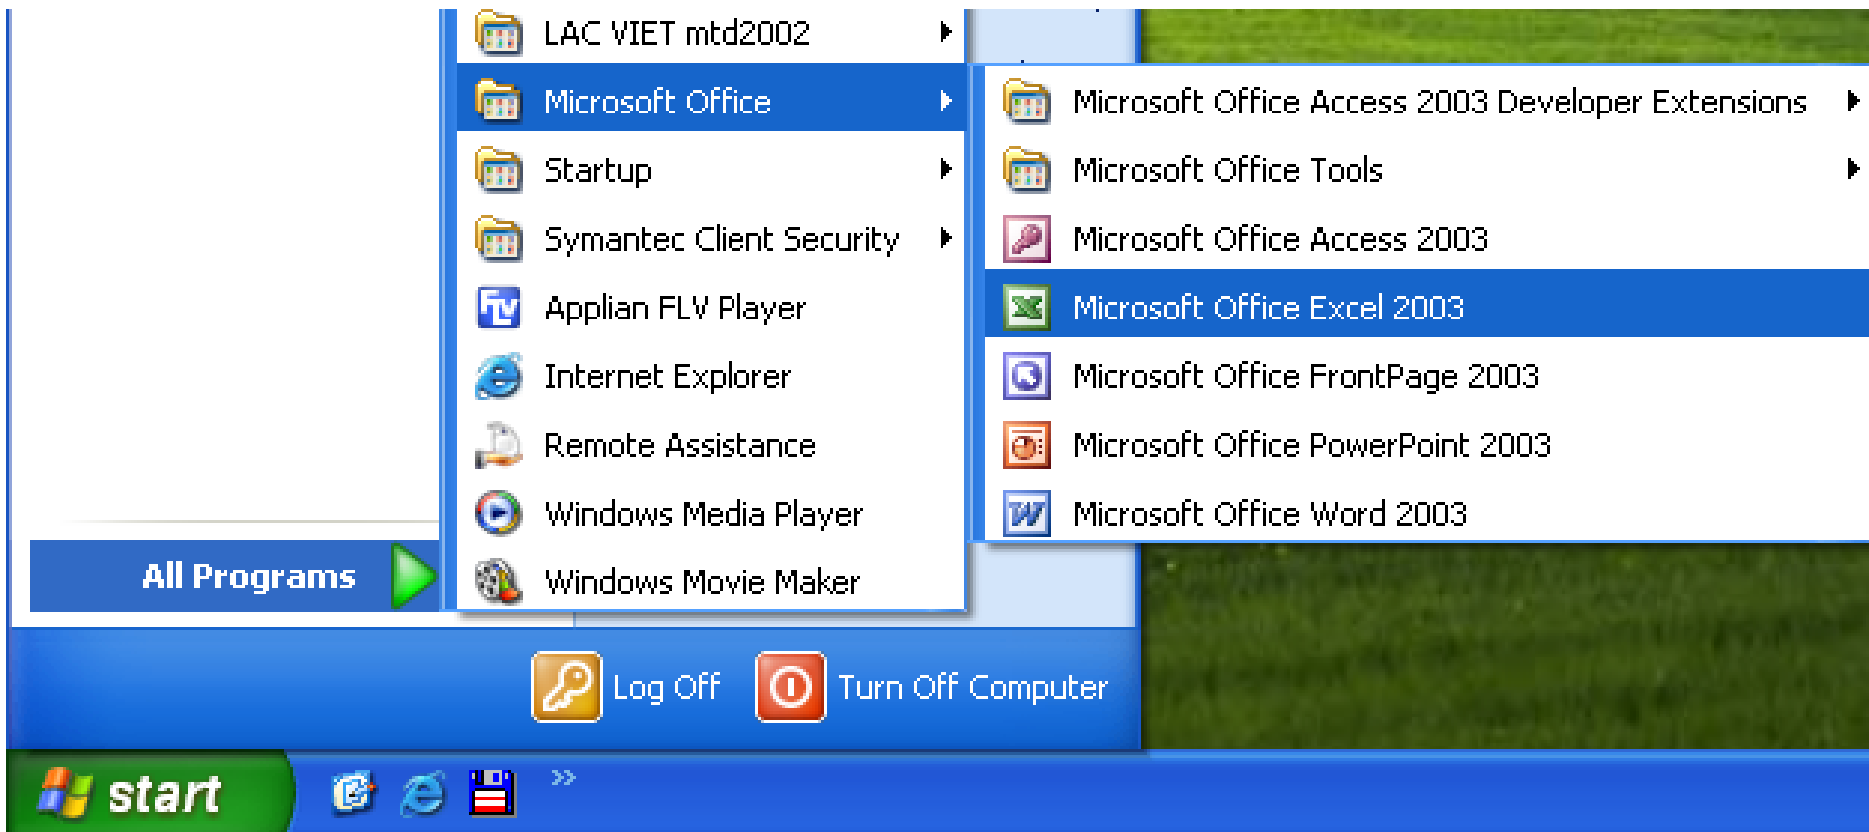 LAC VIET mtd2002
Microsoft Office
Startup
Symantec Client Security
Applian FLV Player
Internet Explorer
Remote Assistance
Windows Media Player
Windows Movie Maker
Microsoft Office Access 2003 Developer Extensions
Microsoft Office Tools
Microsoft Office Access 2003
Microsoft Office Excel 2003
Microsoft Office FrontPage 2003
Microsoft Office PowerPoint 2003
Microsoft Office Word 2003
All Programs
Log Off
Turn Off Computer
start